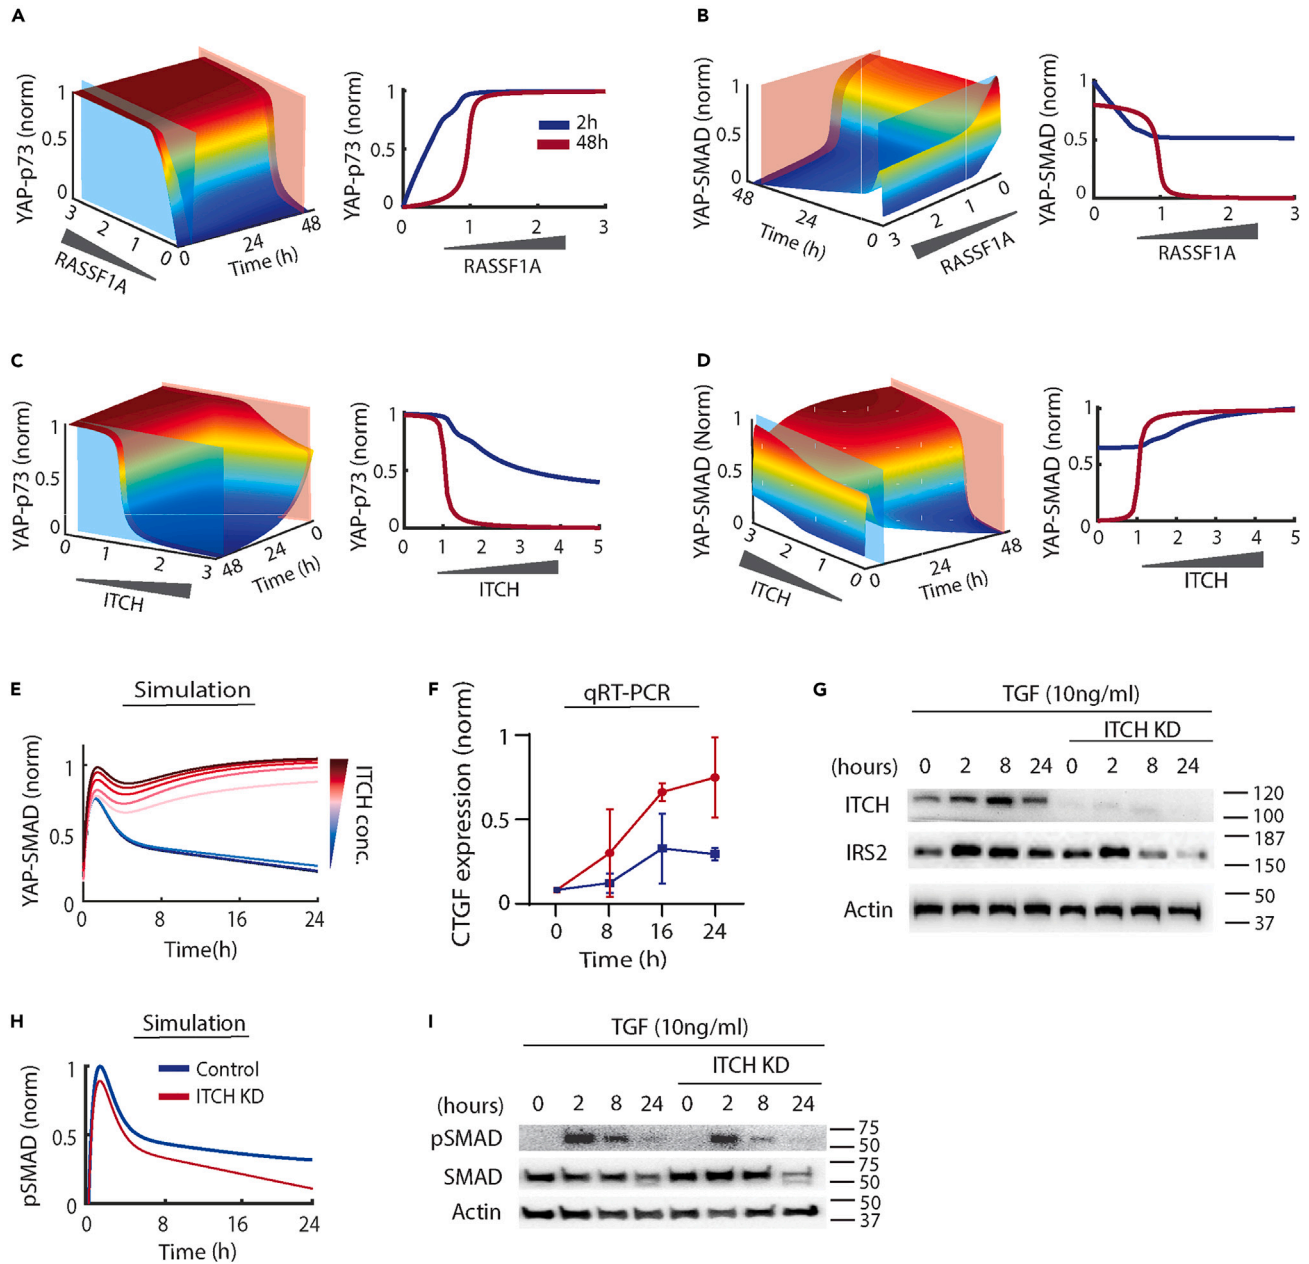 A
YAP-p73 (norm)
1
0.5
0
3
2
1
0
RASSF1A
0
24
48
Time (h)
YAP-p73 (norm)
1
0.5
0
1
2
3
2h
48h
RASSF1A
B
YAP-SMAD (norm)
1
0.5
0
48
24
0
Time (h)
3
2
1
0
RASSF1A
YAP-SMAD (norm)
1
0.5
0
0
1
2
3
RASSF1A
C
YAP-p73 (norm)
1
0.5
0
0
1
2
3
ITCH
48
24
0
Time (h)
YAP-p73 (norm)
1
0.5
0
0
1
2
3
4
5
ITCH
D
YAP-SMAD (Norm)
1
0.5
0
3
2
1
0
ITCH
0
24
48
Time (h)
YAP-SMAD (norm)
1
0.5
0
0
1
2
3
4
5
ITCH
E
Simulation
YAP-SMAD (norm)
1
0.5
0
0
8
16
24
Time(h)
ITCH conc.
F
qRT-PCR
CTGF expression (norm)
1
0.5
0
0
8
16
24
Time (h)
G
TGF (10ng/ml)
ITCH KD
(hours) 0 2 8 24 0 2 8 24
ITCH
120
100
IRS2
187
150
Actin
50
37
H
Simulation
pSMAD (norm)
1
0.5
0
Control
ITCH KD
0
8
16
24
Time (h)
I
TGF (10ng/ml)
ITCH KD
(hours) 0 2 8 24 0 2 8 24
pSMAD
75
50
SMAD
75
50
Actin
50
37